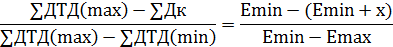 ∑ДТД(max) − ∑Дк
∑ДТД(max) − ∑ДТД(min)
=
Emin − (Emin + x)
Emin − Emax